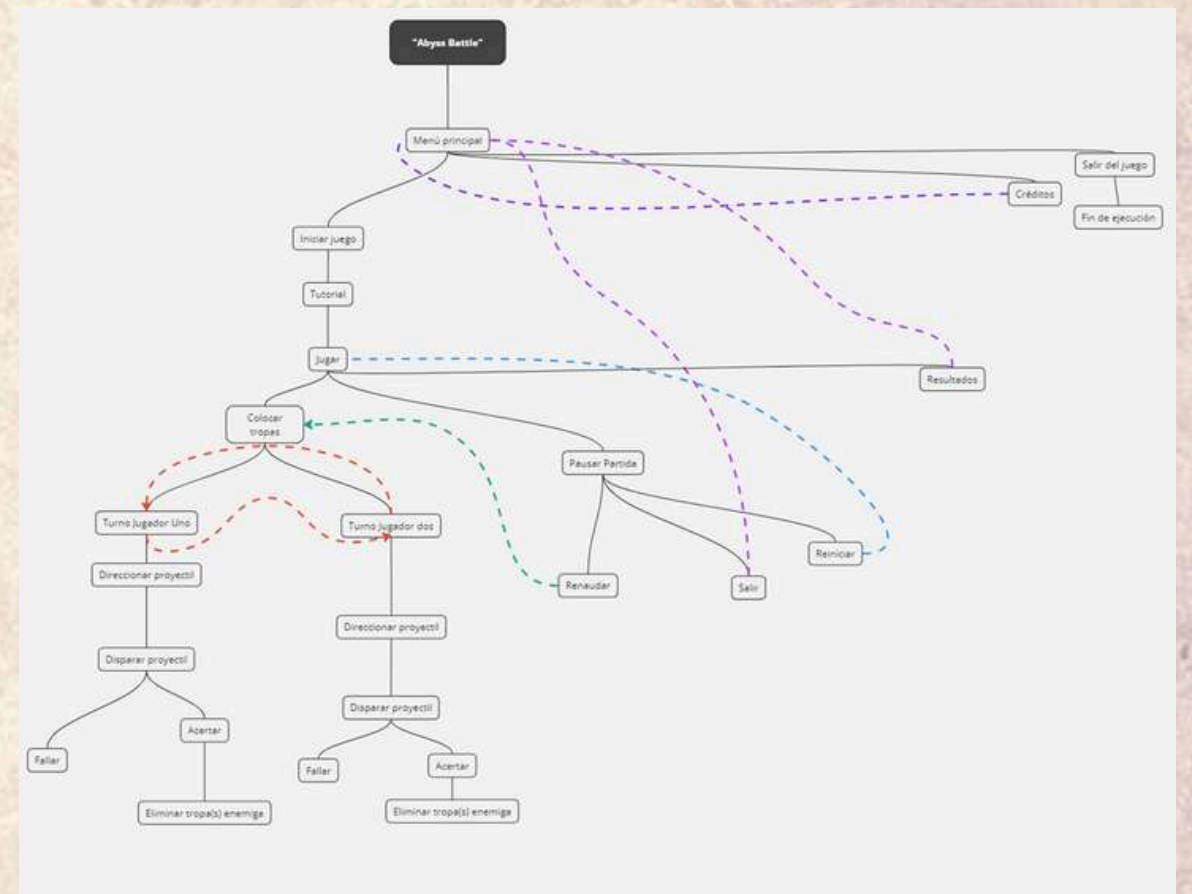 "Abyss Battle"
Menú principal
Salir del juego
Créditos
Fin de ejecución
Iniciar juego
Tutorial
Jugar
Resultados
Colocar
tropas
Pausar Partida
Turno Jugador Uno
Turno Jugador dos
Reiniciar
Direccionar proyectil
Renaudar
Salir
Direccionar proyectil
Disparar proyectil
Disparar proyectil
Acertar
Fallar
Acertar
Fallar
Eliminar tropa(s) enemiga
Eliminar tropa(s) enemiga